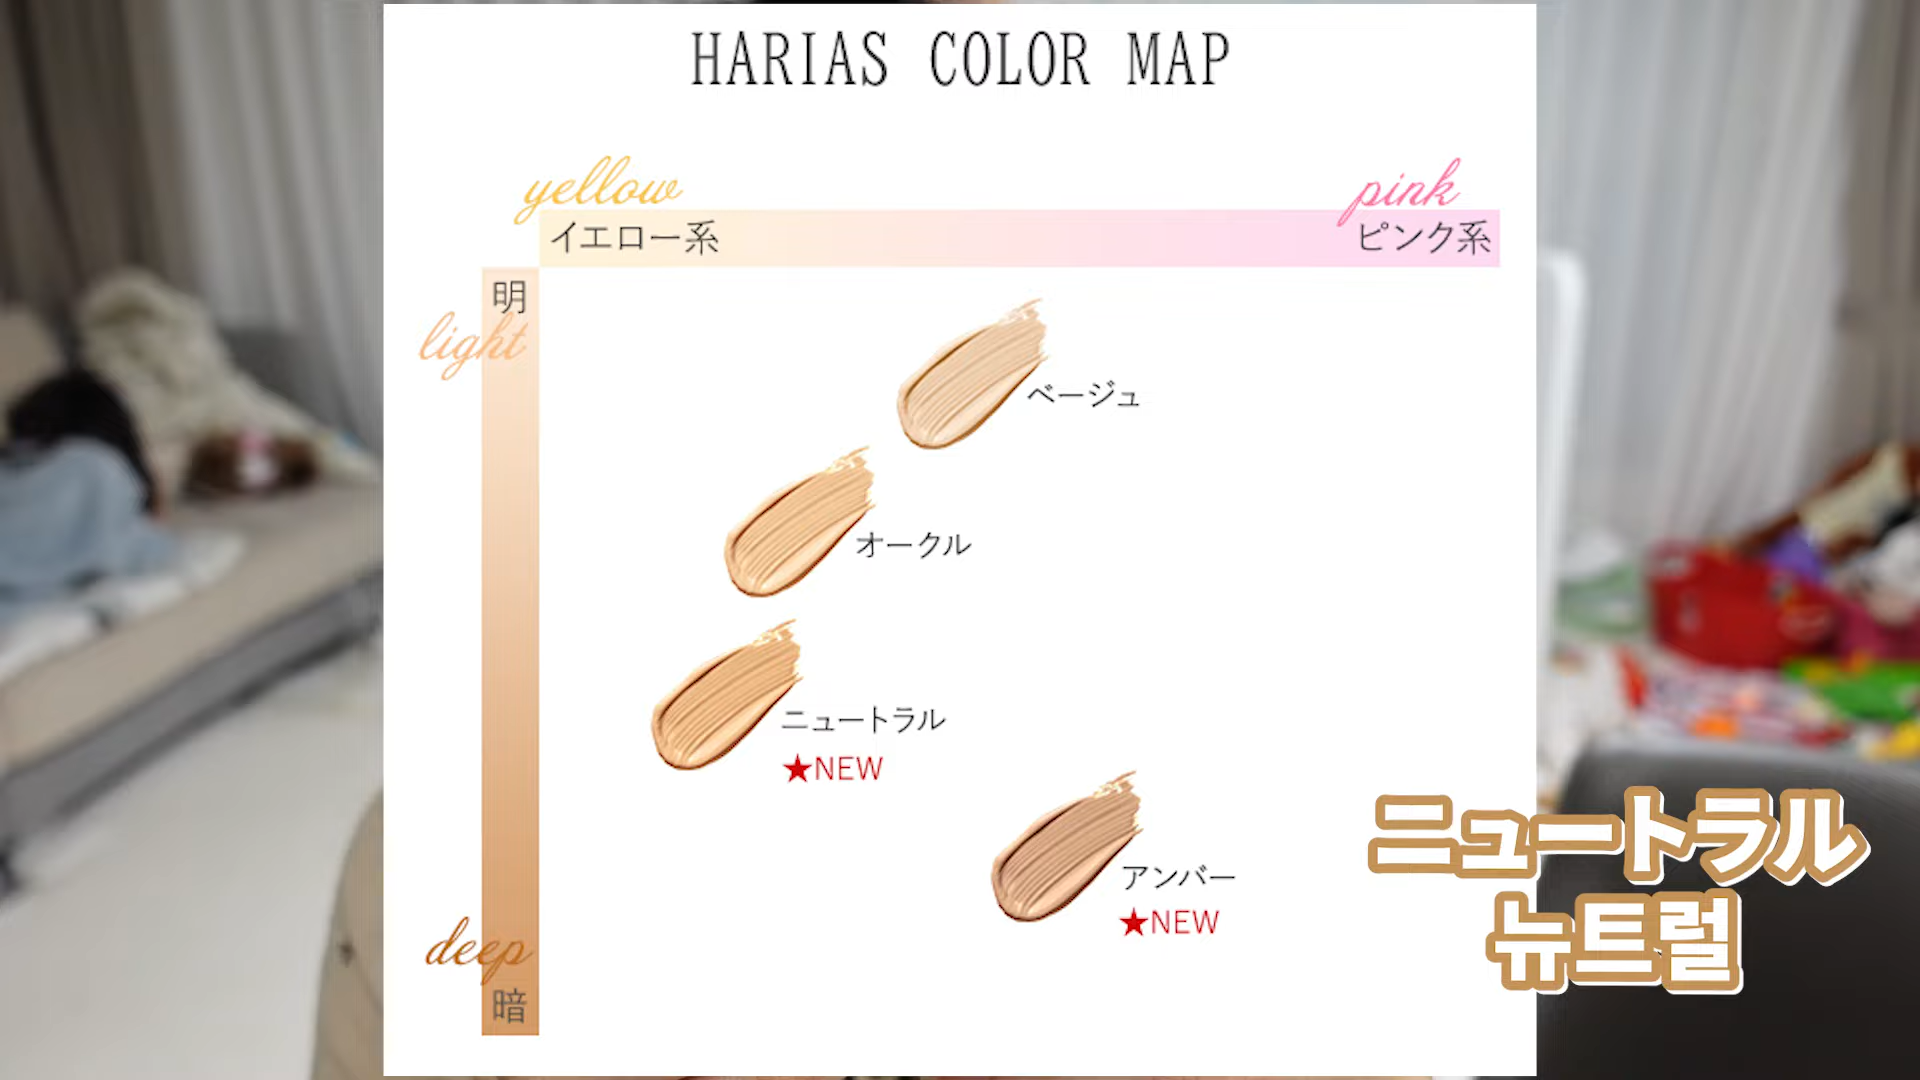 HARIAS COLOR MAP
yellow
pink
イエロー系
ピンク系
明
light
ベージュ
オークル
ニュートラル
★NEW
アンバー
★NEW
deep
暗
ニュートラル
뉴트럴